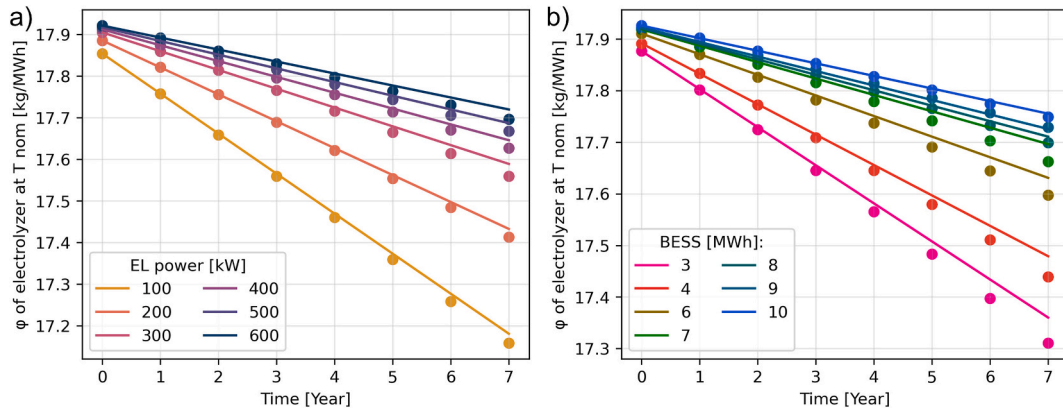 a)
φ of electrolyzer at T nom [kg/MWh]
17.9
17.8
17.7
17.6
17.5
17.4
17.3
17.2
EL power [kW]
100 400
200 500
300 600
0 1 2 3 4 5 6 7
Time [Year]
b)
φ of electrolyzer at T nom [kg/MWh]
17.9
17.8
17.7
17.6
17.5
17.4
17.3
BESS [MWh]:
3 8
4 9
6 10
7
0 1 2 3 4 5 6 7
Time [Year]